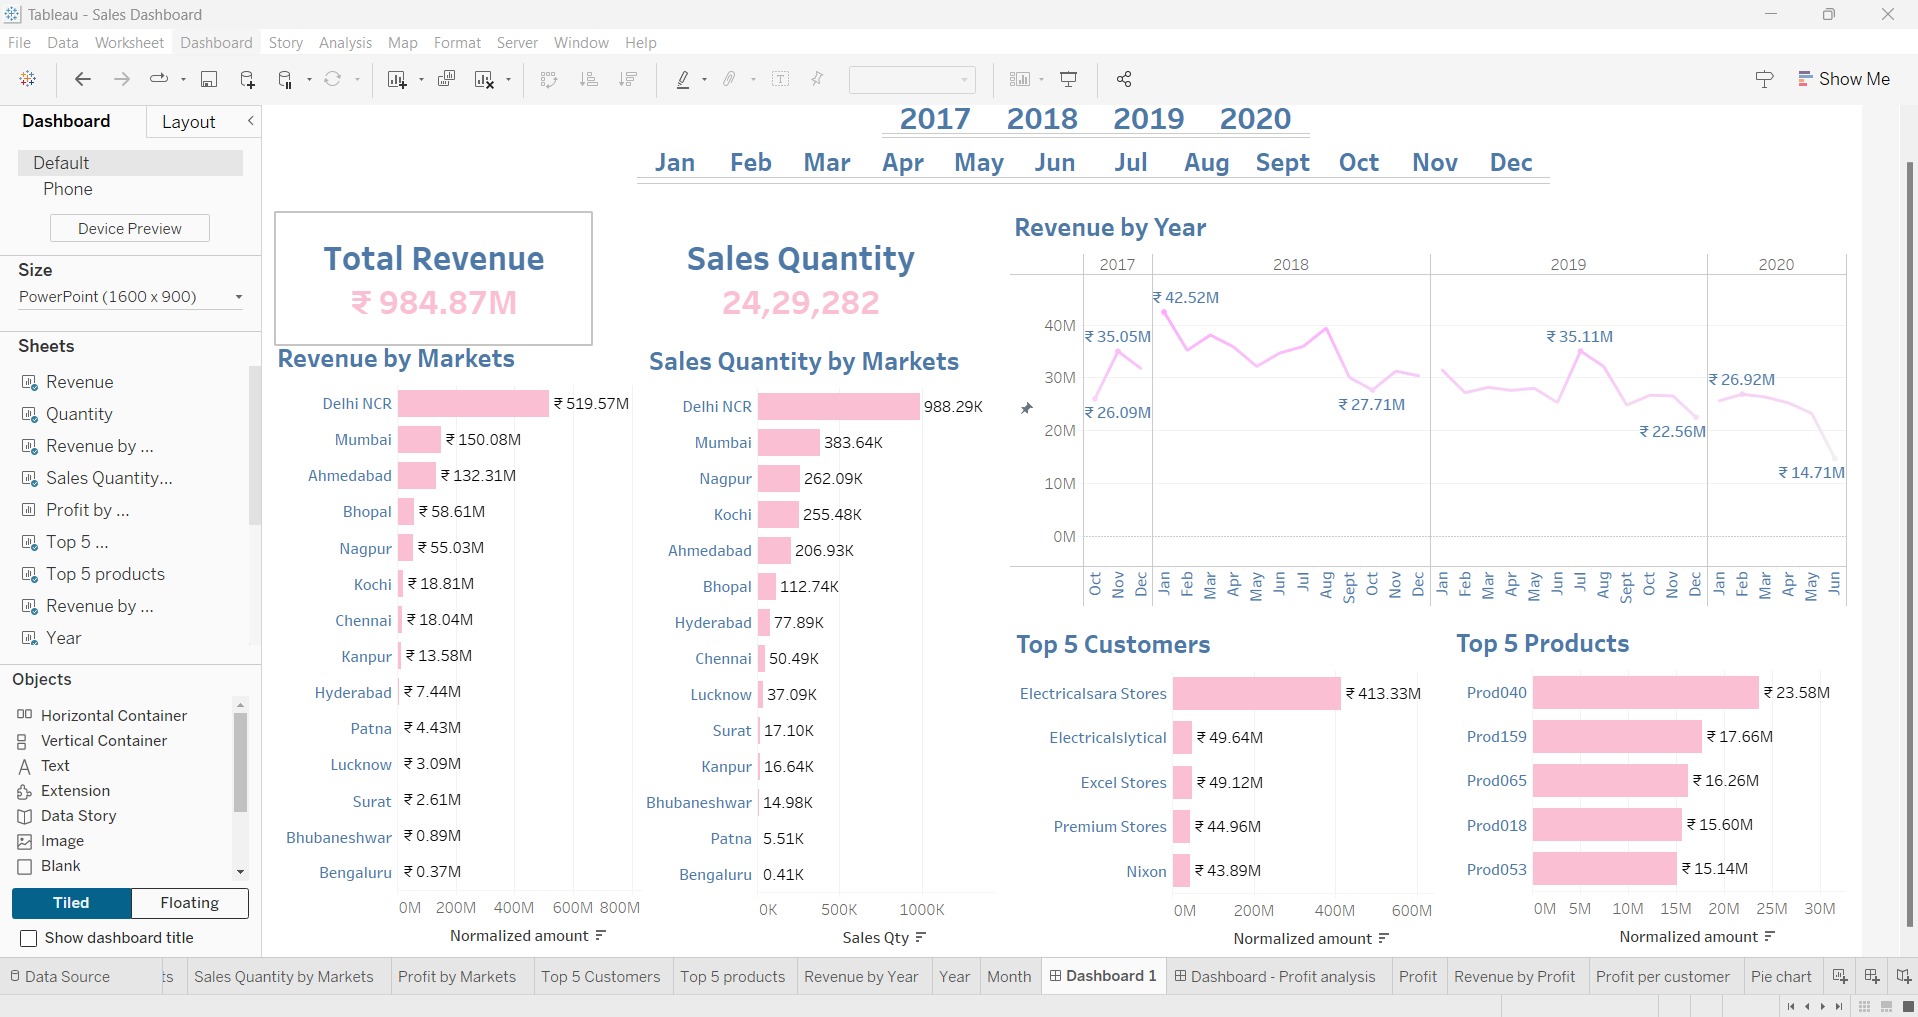 Tableau - Sales Dashboard
File Data Worksheet Dashboard Story Analysis Map Format Server Window Help
Show Me
Dashboard Layout
Default
Phone
Device Preview
Size
PowerPoint (1600 x 900)
Sheets
Revenue
Quantity
Revenue by ...
Sales Quantity...
Profit by ...
Top 5 ...
Top 5 products
Revenue by ...
Year
Objects
Horizontal Container
Vertical Container
Text
Extension
Data Story
Image
Blank
Tiled Floating
Show dashboard title
2017 2018 2019 2020
Jan Feb Mar Apr May Jun Jul Aug Sept Oct Nov Dec
Total Revenue
₹ 984.87M
Sales Quantity
24,29,282
Revenue by Markets
Delhi NCR ₹ 519.57M
Mumbai ₹ 150.08M
Ahmedabad ₹ 132.31M
Bhopal ₹ 58.61M
Nagpur ₹ 55.03M
Kochi ₹ 18.81M
Chennai ₹ 18.04M
Kanpur ₹ 13.58M
Hyderabad ₹ 7.44M
Patna ₹ 4.43M
Lucknow ₹ 3.09M
Surat ₹ 2.61M
Bhubaneshwar ₹ 0.89M
Bengaluru ₹ 0.37M
0M 200M 400M 600M 800M
Normalized amount
Sales Quantity by Markets
Delhi NCR 988.29K
Mumbai 383.64K
Nagpur 262.09K
Kochi 255.48K
Ahmedabad 206.93K
Bhopal 112.74K
Hyderabad 77.89K
Chennai 50.49K
Lucknow 37.09K
Surat 17.10K
Kanpur 16.64K
Bhubaneshwar 14.98K
Patna 5.51K
Bengaluru 0.41K
0K 500K 1000K
Sales Qty
Revenue by Year
2017 2018 2019 2020
₹ 42.52M
40M ₹ 35.05M ₹ 35.11M
30M ₹ 26.92M
₹ 26.09M ₹ 27.71M
20M ₹ 22.56M
₹ 14.71M
10M
0M
Oct Nov Dec Jan Feb Mar Apr May Jun Jul Aug Sept Oct Nov Dec Jan Feb Mar Apr May Jun Jul Aug Sept Oct Nov Dec Jan Feb Mar Apr May Jun
Top 5 Customers
Electricalsara Stores ₹ 413.33M
Electricalslytical ₹ 49.64M
Excel Stores ₹ 49.12M
Premium Stores ₹ 44.96M
Nixon ₹ 43.89M
0M 200M 400M 600M
Normalized amount
Top 5 Products
Prod040 ₹ 23.58M
Prod159 ₹ 17.66M
Prod065 ₹ 16.26M
Prod018 ₹ 15.60M
Prod053 ₹ 15.14M
0M 5M 10M 15M 20M 25M 30M
Normalized amount
Data Source ts Sales Quantity by Markets Profit by Markets Top 5 Customers Top 5 products Revenue by Year Year Month Dashboard 1 Dashboard - Profit analysis Profit Revenue by Profit Profit per customer Pie chart